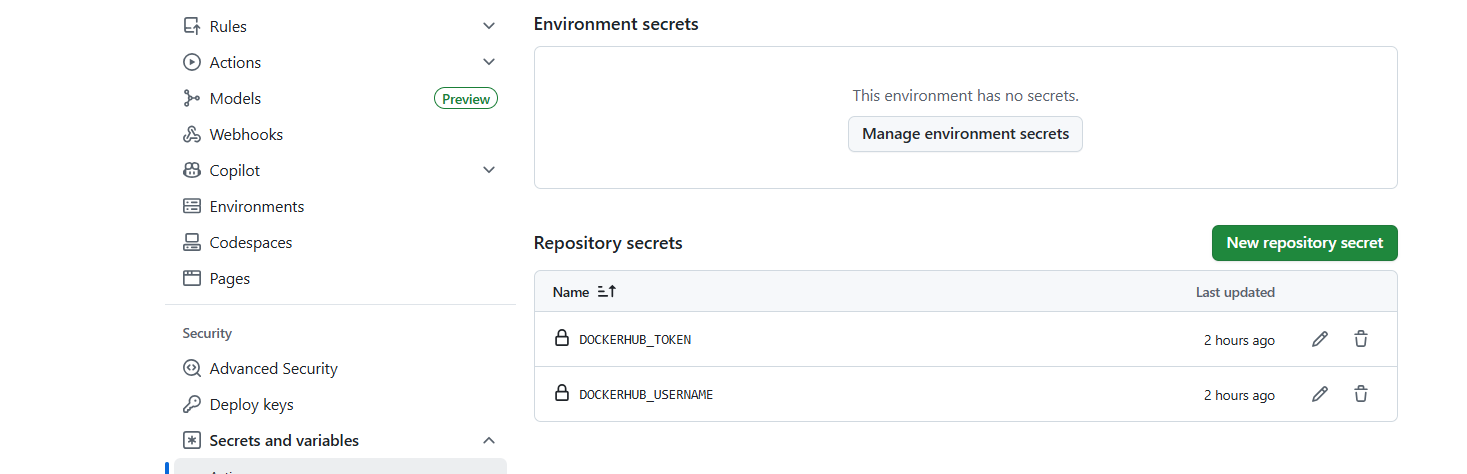 Rules
Actions
Models Preview
Webhooks
Copilot
Environments
Codespaces
Pages
Security
Advanced Security
Deploy keys
Secrets and variables
Environment secrets
This environment has no secrets.
Manage environment secrets
Repository secrets New repository secret
Name Last updated
DOCKERHUB_TOKEN 2 hours ago
DOCKERHUB_USERNAME 2 hours ago